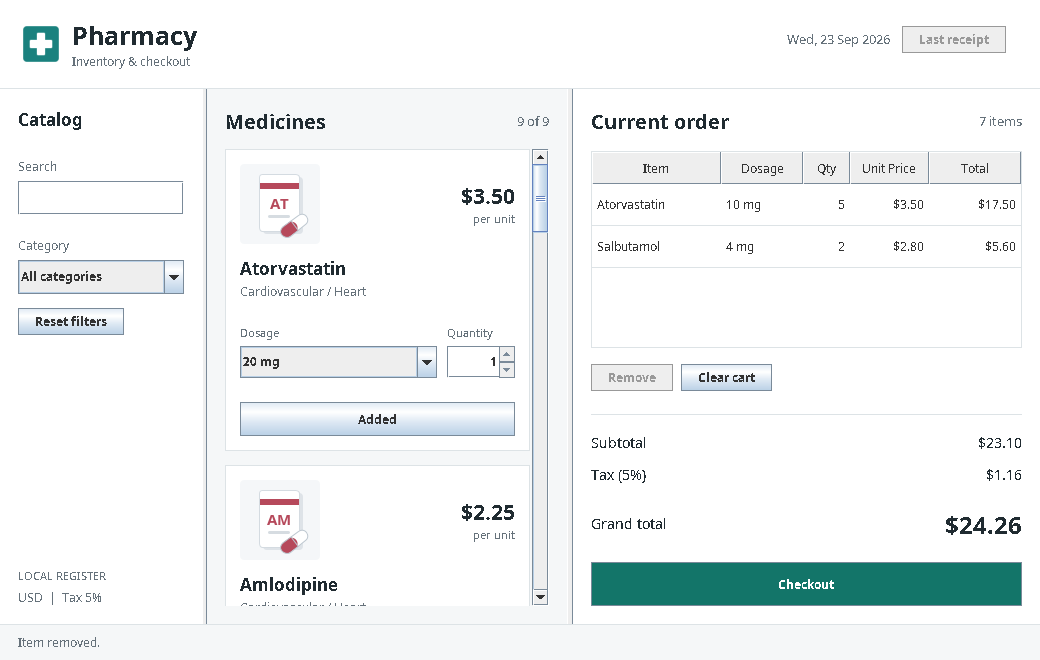 Pharmacy
Inventory & checkout
Wed, 23 Sep 2026
Last receipt
Catalog
Search
Category
All categories
Reset filters
LOCAL REGISTER
USD | Tax 5%
Medicines
9 of 9
AT
$3.50
per unit
Atorvastatin
Cardiovascular / Heart
Dosage
Quantity
20 mg
1
Added
AM
$2.25
per unit
Amlodipine
Cardiovascular / Heart
Current order
7 items
Item Dosage Qty Unit Price Total
Atorvastatin 10 mg 5 $3.50 $17.50
Salbutamol 4 mg 2 $2.80 $5.60
Remove
Clear cart
Subtotal $23.10
Tax (5%) $1.16
Grand total $24.26
Checkout
Item removed.